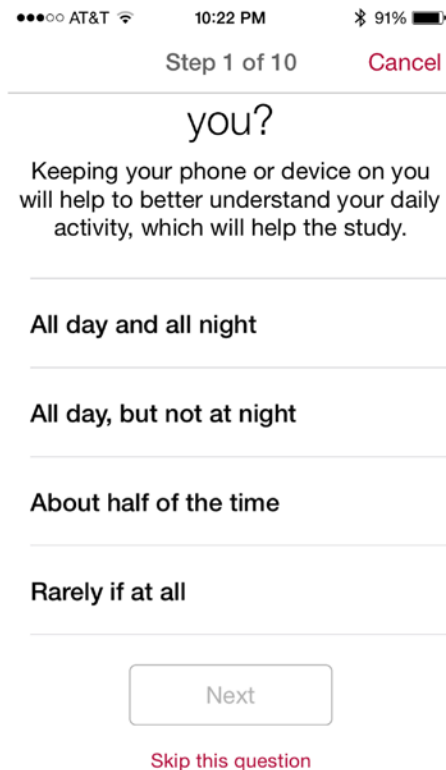 AT&T 10:22 PM 91%
Step 1 of 10 Cancel
you?
Keeping your phone or device on you
will help to better understand your daily
activity, which will help the study.
All day and all night
All day, but not at night
About half of the time
Rarely if at all
Next
Skip this question